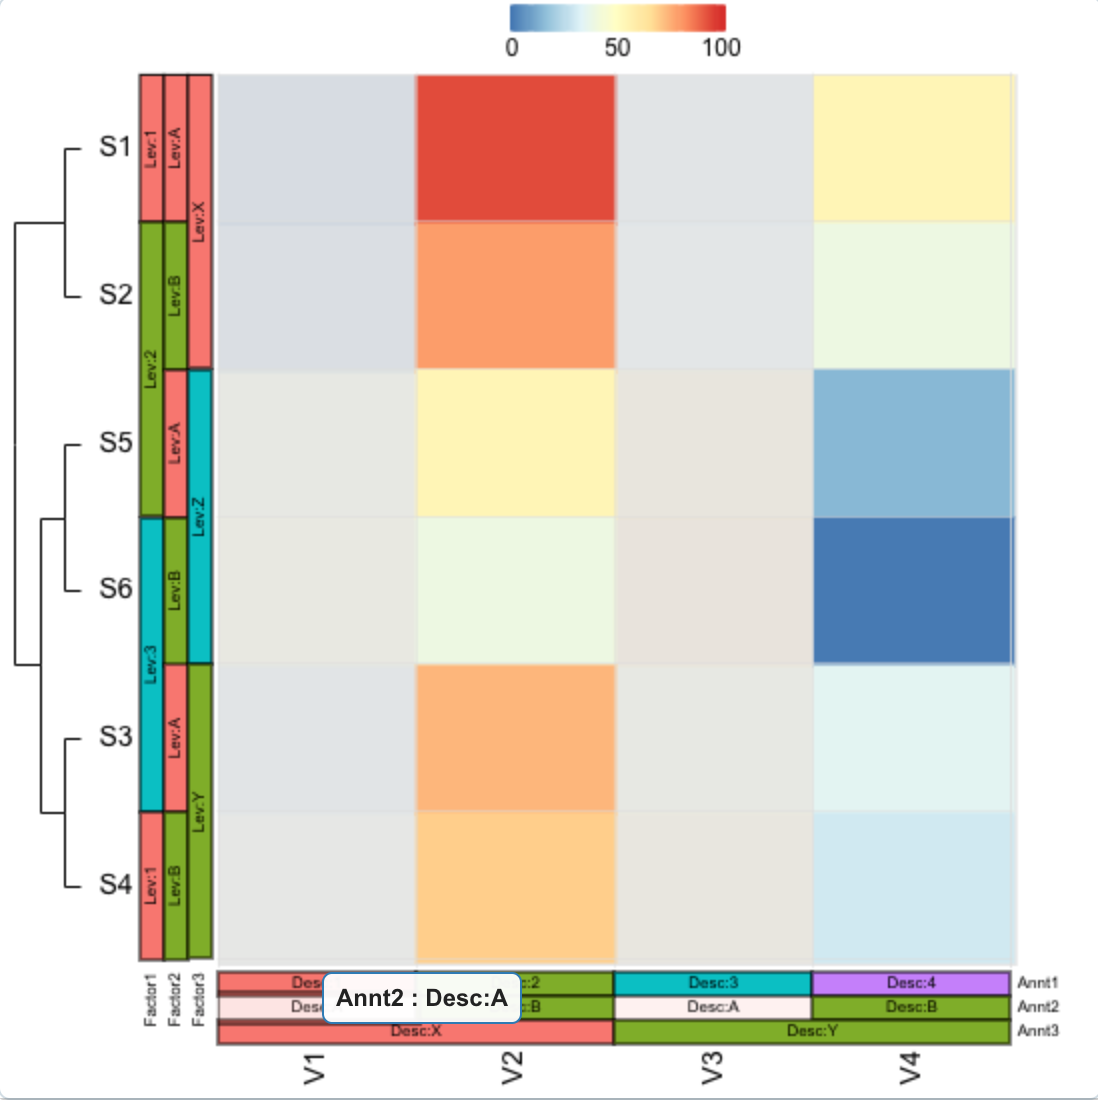 0 50 100
S1
S2
S5
S6
S3
S4
Lev:1 Lev:A Lev:X
Lev:2 Lev:B
Lev:A Lev:Z
Lev:3 Lev:B
Lev:A Lev:Y
Lev:1 Lev:B
Factor1 Factor2 Factor3
Desc:3 Desc:4 Annt1
Annt2 : Desc:A
Desc:A Desc:B Annt2
Desc:X Desc:Y Annt3
V1 V2 V3 V4